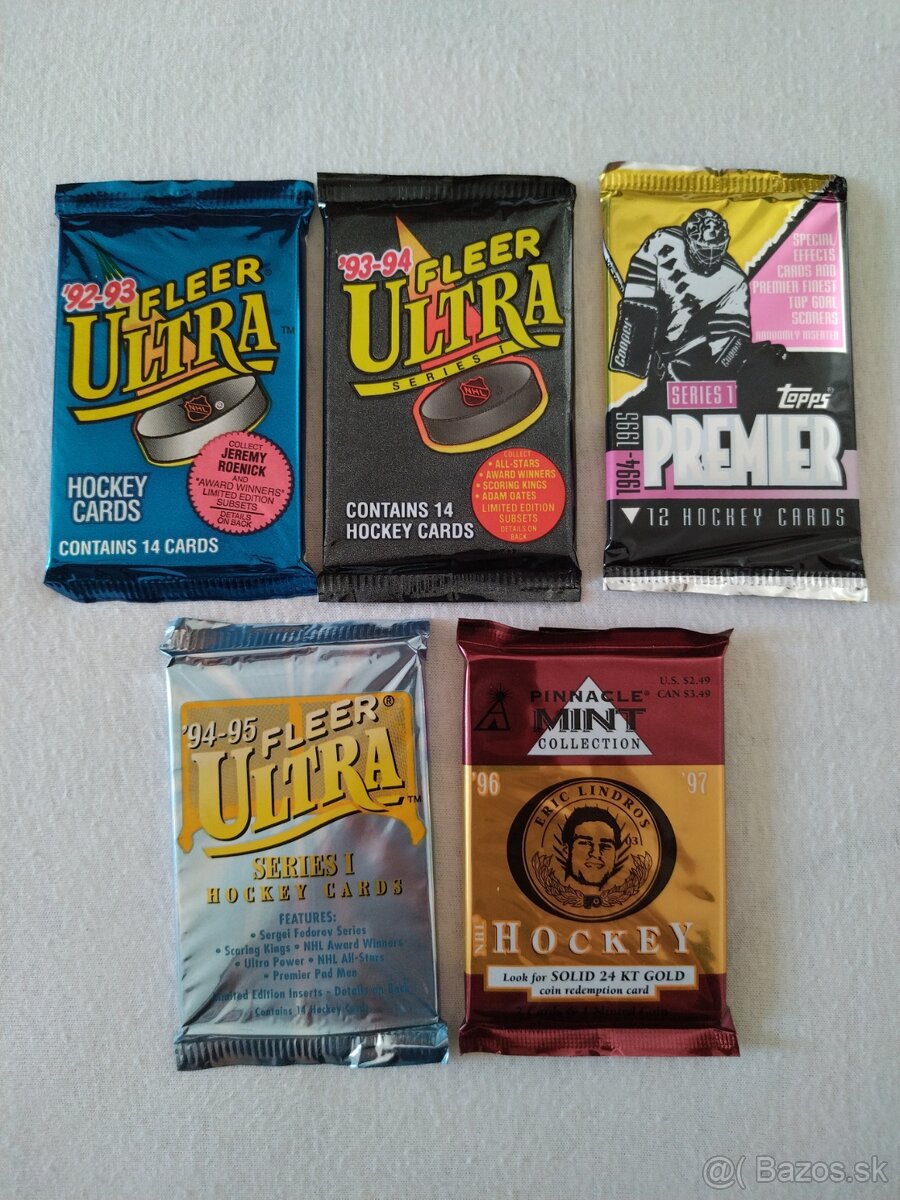 '92-93
FLEER®
ULTRA™
NHL
®
HOCKEY
CARDS
COLLECT
JEREMY
ROENICK
AND
"AWARD WINNERS"
LIMITED EDITION
SUBSETS
DETAILS
ON BACK
CONTAINS 14 CARDS
'93-94
FLEER
ULTRA
SERIES I
NHL
CONTAINS 14
HOCKEY CARDS
COLLECT
• ALL-STARS
• AWARD WINNERS
• SCORING KINGS
• ADAM OATES
LIMITED EDITION
SUBSETS
DETAILS ON
BACK
SPECIAL
EFFECTS
CARDS AND
PREMIER FINEST
TOP GOAL
SCORERS
RANDOMLY INSERTED
Cooper
SERIES 1
TOPPS®
1994-1995
PREMIER
12 HOCKEY CARDS
'94-95
FLEER®
ULTRA™
SERIES I
HOCKEY CARDS
FEATURES:
• Sergei Fedorov Series
• Scoring Kings • NHL Award Winners
• Ultra Power • NHL All-Stars
• Premier Pad Men
Limited Edition Inserts - Details on Back
Contains 14 Hockey Cards
U.S. $2.49
CAN $3.49
PINNACLE®
MINT
COLLECTION
'96
'97
ERIC LINDROS
NHL
HOCKEY
Look for SOLID 24 KT GOLD
coin redemption card
@( Bazos.sk